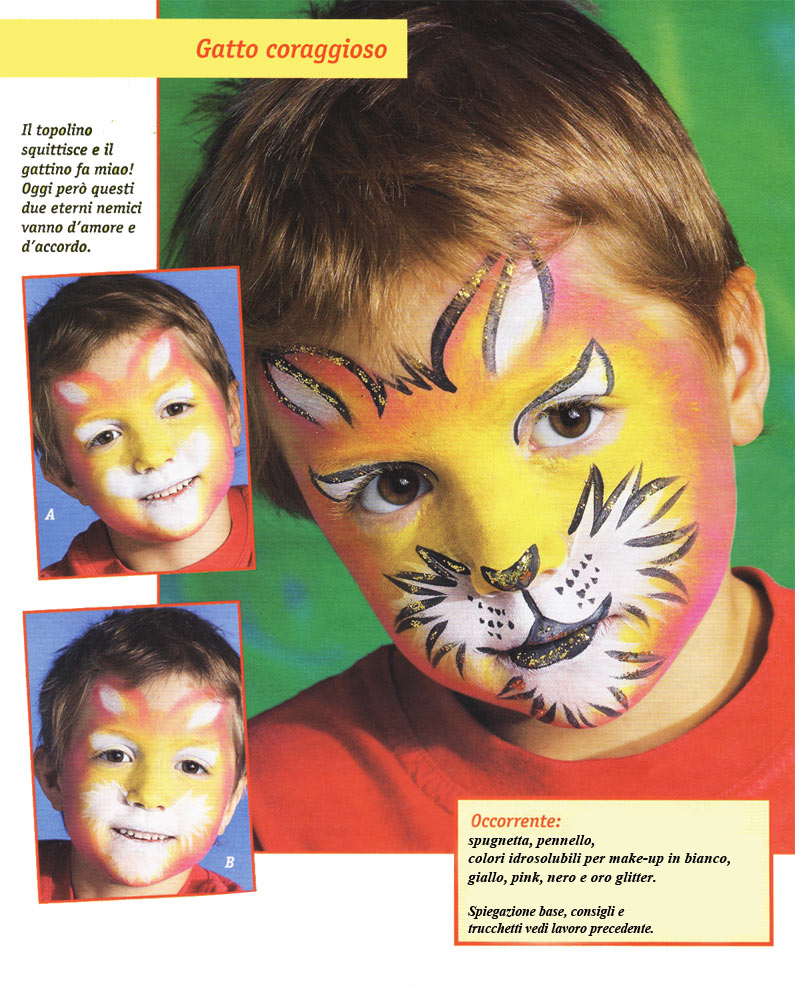 Gatto coraggioso
Il topolino
squittisce e il
gattino fa miao!
Oggi però questi
due eterni nemici
vanno d'amore e
d'accordo.
A
B
Occorrente:
spugnetta, pennello,
colori idrosolubili per make-up in bianco,
giallo, pink, nero e oro glitter.
Spiegazione base, consigli e
trucchetti vedi lavoro precedente.